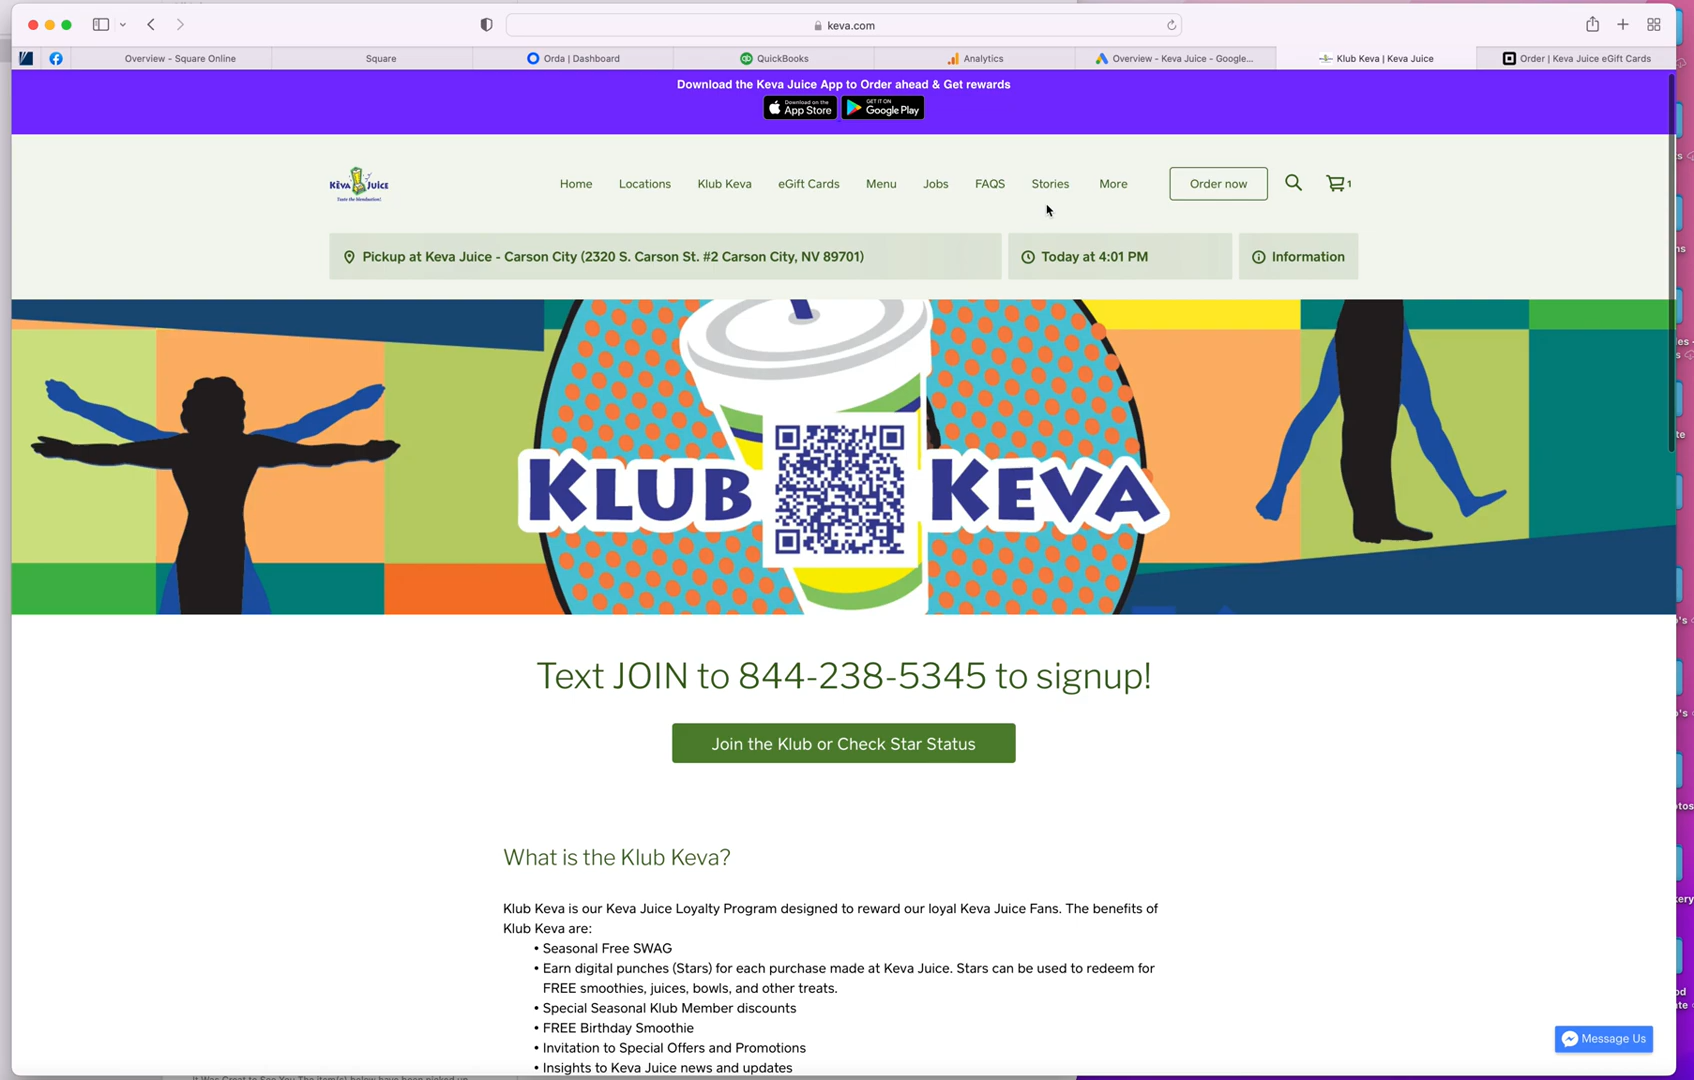 keva.com
Overview - Square Online
Square
Orda | Dashboard
QuickBooks
Analytics
Overview - Keva Juice - Google...
Klub Keva | Keva Juice
Order | Keva Juice eGift Cards
Download the Keva Juice App to Order ahead & Get rewards
Download on the
App Store
GET IT ON
Google Play
KEVA JUICE
Taste the blendsation!
Home
Locations
Klub Keva
eGift Cards
Menu
Jobs
FAQS
Stories
More
Order now
1
Pickup at Keva Juice - Carson City (2320 S. Carson St. #2 Carson City, NV 89701)
Today at 4:01 PM
Information
KLUB KEVA
Text JOIN to 844-238-5345 to signup!
Join the Klub or Check Star Status
What is the Klub Keva?
Klub Keva is our Keva Juice Loyalty Program designed to reward our loyal Keva Juice Fans. The benefits of
Klub Keva are:
• Seasonal Free SWAG
• Earn digital punches (Stars) for each purchase made at Keva Juice. Stars can be used to redeem for
FREE smoothies, juices, bowls, and other treats.
• Special Seasonal Klub Member discounts
• FREE Birthday Smoothie
• Invitation to Special Offers and Promotions
• Insights to Keva Juice news and updates
Message Us